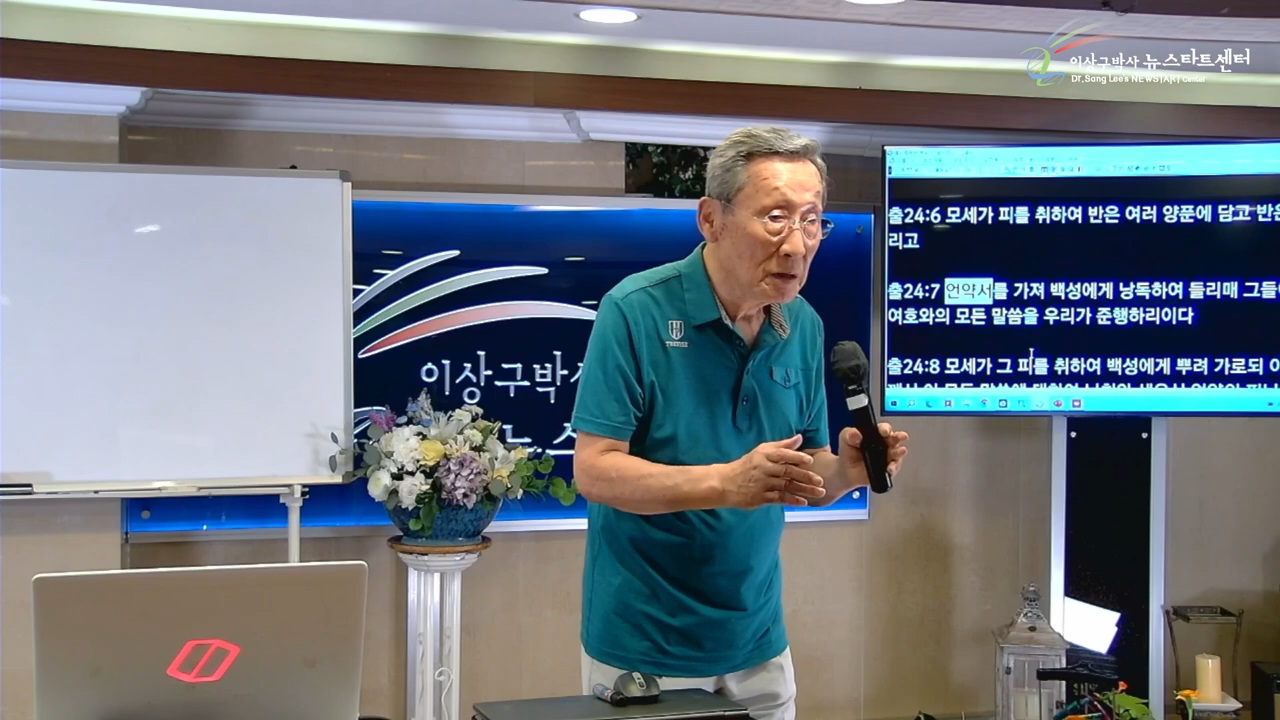 이상구박사 뉴스타트센터
Dr.Sang Lee's NEWSTART Center
출24:6 모세가 피를 취하여 반은 여러 양푼에 담고 반은
리고
출24:7 언약서를 가져 백성에게 낭독하여 들리매 그들이
여호와의 모든 말씀을 우리가 준행하리이다
출24:8 모세가 그 피를 취하여 백성에게 뿌려 가로되
이상구박사
뉴스